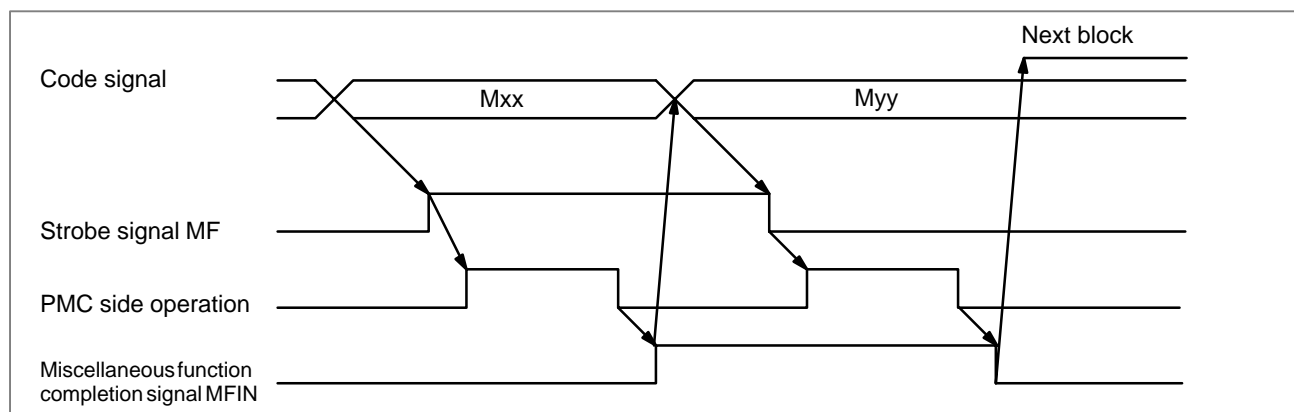 Next block
Code signal
Mxx
Myy
Strobe signal MF
PMC side operation
Miscellaneous function
completion signal MFIN